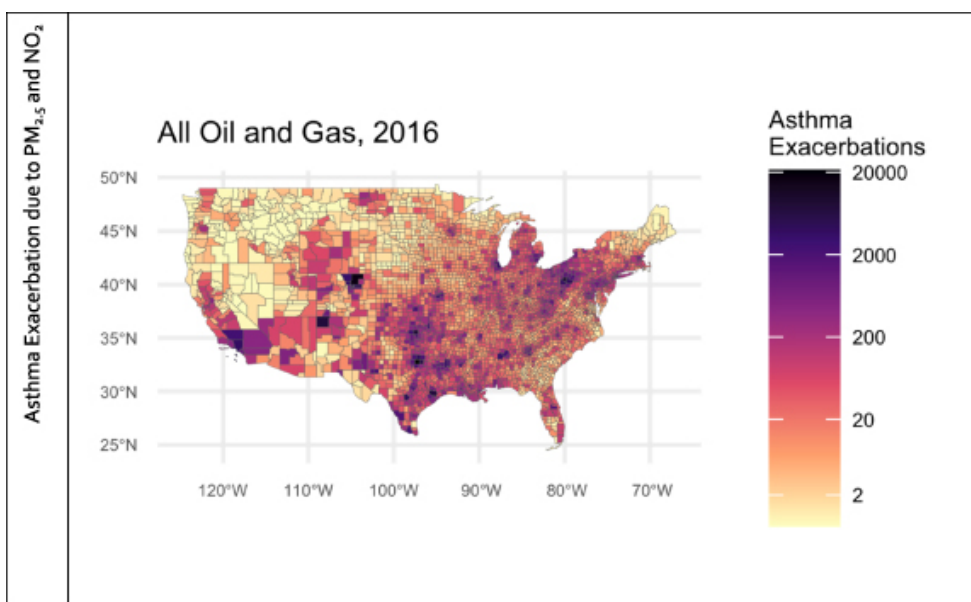 Asthma Exacerbation due to PM₂.₅ and NO₂
All Oil and Gas, 2016
50°N
45°N
40°N
35°N
30°N
25°N
120°W 110°W 100°W 90°W 80°W 70°W
Asthma
Exacerbations
20000
2000
200
20
2